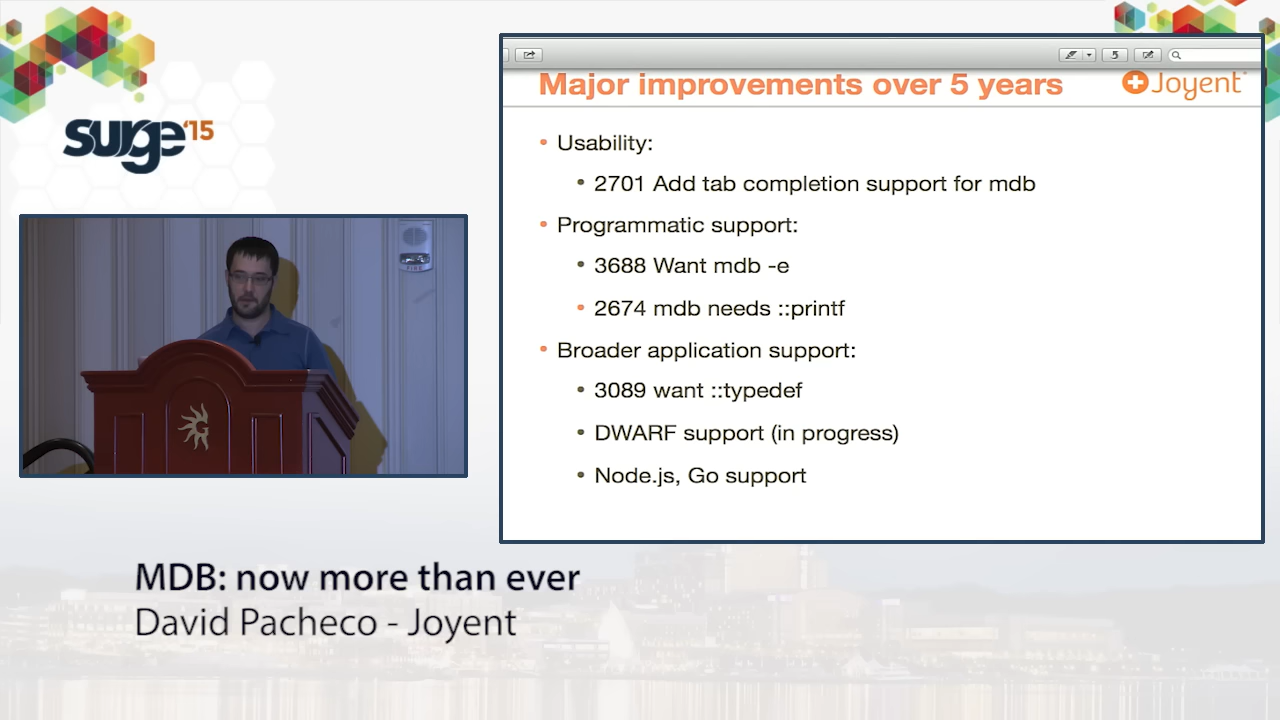 surge '15
Major improvements over 5 years
Joyent
• Usability:
• 2701 Add tab completion support for mdb
• Programmatic support:
• 3688 Want mdb -e
• 2674 mdb needs ::printf
• Broader application support:
• 3089 want ::typedef
• DWARF support (in progress)
• Node.js, Go support
FIRE
G
MDB: now more than ever
David Pacheco - Joyent